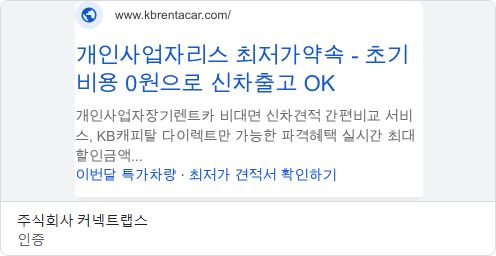 www.kbrentacar.com/
개인사업자리스 최저가약속 - 초기
비용 0원으로 신차출고 OK
개인사업자장기렌트카 비대면 신차견적 간편비교 서비
스, KB캐피탈 다이렉트만 가능한 파격혜택 실시간 최대
할인금액...
이번달 특가차량 · 최저가 견적서 확인하기
주식회사 커넥트랩스
인증